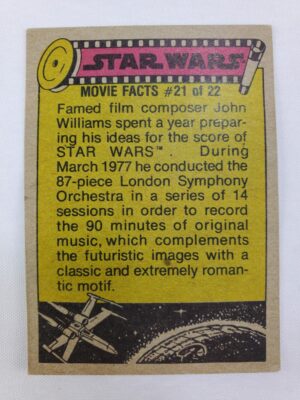 STAR WARS
MOVIE FACTS #21 of 22
Famed film composer John
Williams spent a year prepar-
ing his ideas for the score of
STAR WARS™. During
March 1977 he conducted the
87-piece London Symphony
Orchestra in a series of 14
sessions in order to record
the 90 minutes of original
music, which complements
the futuristic images with a
classic and extremely roman-
tic motif.